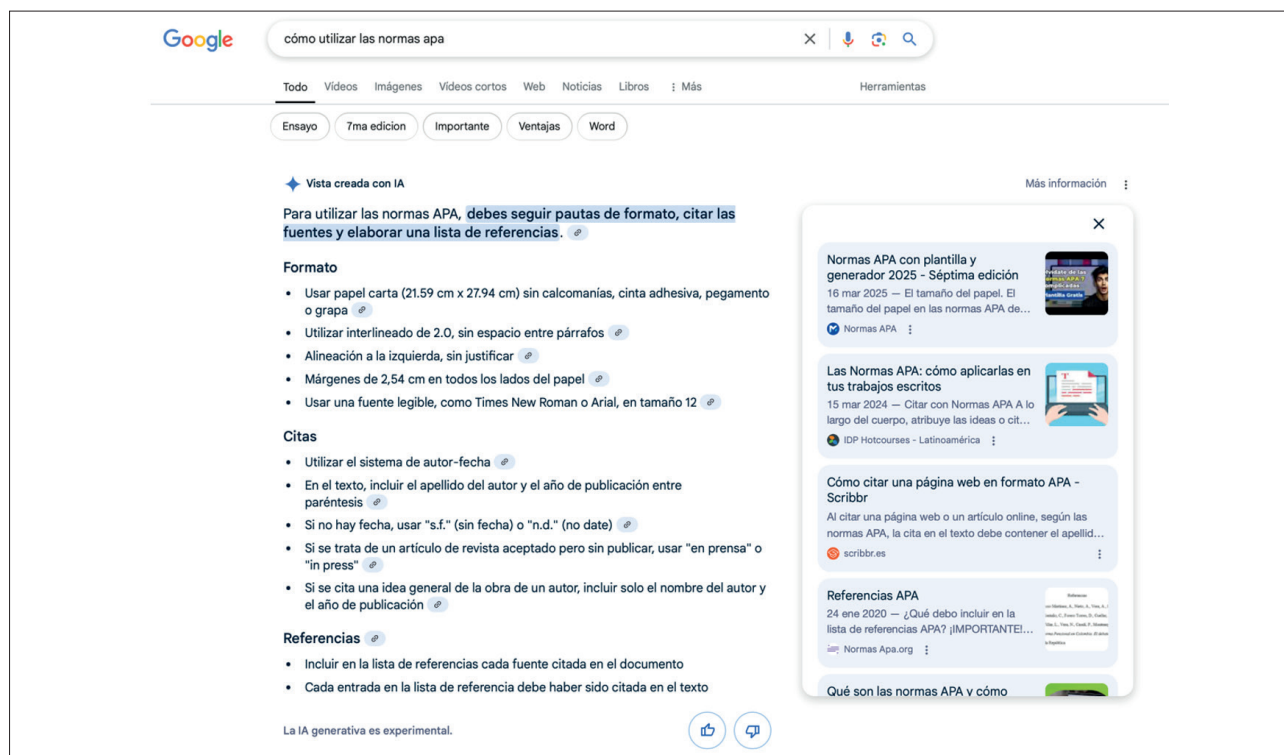 Google
cómo utilizar las normas apa
Todo Vídeos Imágenes Vídeos cortos Web Noticias Libros Más Herramientas
Ensayo 7ma edicion Importante Ventajas Word
Vista creada con IA
Más información
Para utilizar las normas APA, debes seguir pautas de formato, citar las
fuentes y elaborar una lista de referencias.
Formato
• Usar papel carta (21.59 cm x 27.94 cm) sin calcomanías, cinta adhesiva, pegamento
o grapa
• Utilizar interlineado de 2.0, sin espacio entre párrafos
• Alineación a la izquierda, sin justificar
• Márgenes de 2,54 cm en todos los lados del papel
• Usar una fuente legible, como Times New Roman o Arial, en tamaño 12
Citas
• Utilizar el sistema de autor-fecha
• En el texto, incluir el apellido del autor y el año de publicación entre
paréntesis
• Si no hay fecha, usar "s.f." (sin fecha) o "n.d." (no date)
• Si se trata de un artículo de revista aceptado pero sin publicar, usar "en prensa" o
"in press"
• Si se cita una idea general de la obra de un autor, incluir solo el nombre del autor y
el año de publicación
Referencias
• Incluir en la lista de referencias cada fuente citada en el documento
• Cada entrada en la lista de referencia debe haber sido citada en el texto
La IA generativa es experimental.
Normas APA con plantilla y
generador 2025 - Séptima edición
16 mar 2025 — El tamaño del papel. El
tamaño del papel en las normas APA de...
Normas APA
Las Normas APA: cómo aplicarlas en
tus trabajos escritos
15 mar 2024 — Citar con Normas APA A lo
largo del cuerpo, atribuye las ideas o cit...
IDP Hotcourses - Latinoamérica
Cómo citar una página web en formato APA -
Scribbr
Al citar una página web o un artículo online, según las
normas APA, la cita en el texto debe contener el apellid...
scribbr.es
Referencias APA
24 ene 2020 — ¿Qué debo incluir en la
lista de referencias APA? ¡IMPORTANTE!...
Normas Apa.org
Referencias
Qué son las normas APA y cómo